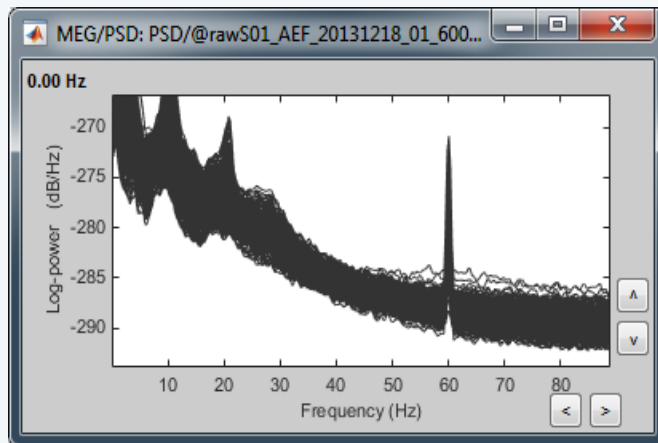 MEG/PSD: PSD/@rawS01_AEF_20131218_01_600...
0.00 Hz
-270
-275
-280
-285
-290
Log-power (dB/Hz)
10 20 30 40 50 60 70 80
Frequency (Hz)